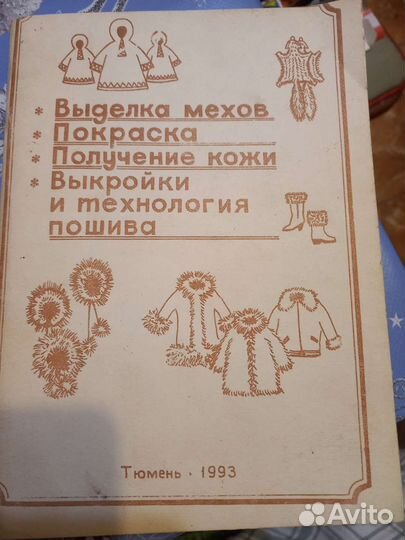 * Выделка мехов
* Покраска
* Получение кожи
* Выкройки
и технология
пошива
Тюмень · 1993
Avito